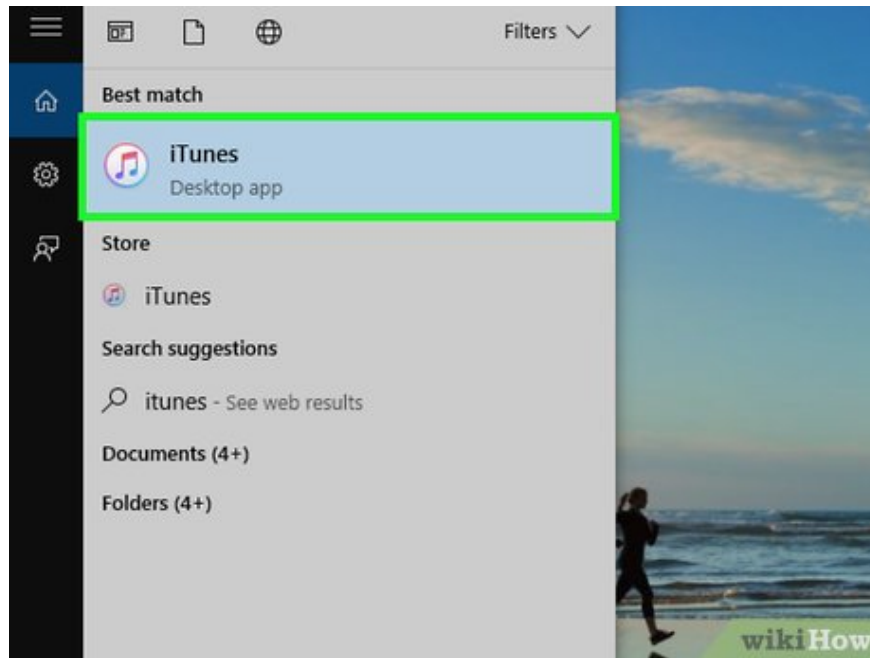 Filters
Best match
iTunes
Desktop app
Store
iTunes
Search suggestions
itunes - See web results
Documents (4+)
Folders (4+)
wikiHow